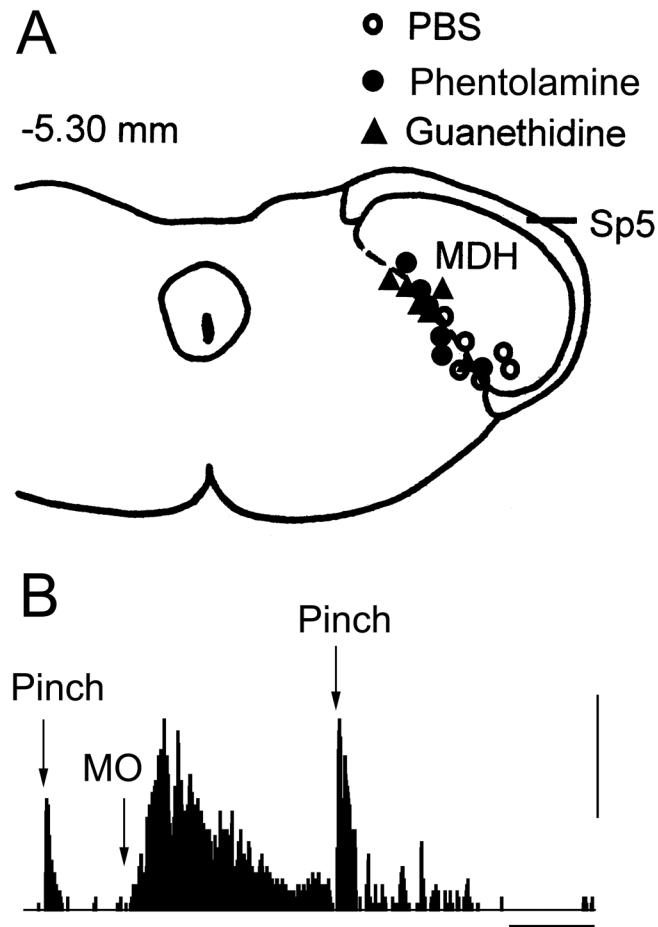 A
PBS
Phentolamine
Guanethidine
-5.30 mm
Sp5
MDH
B
Pinch
Pinch
MO